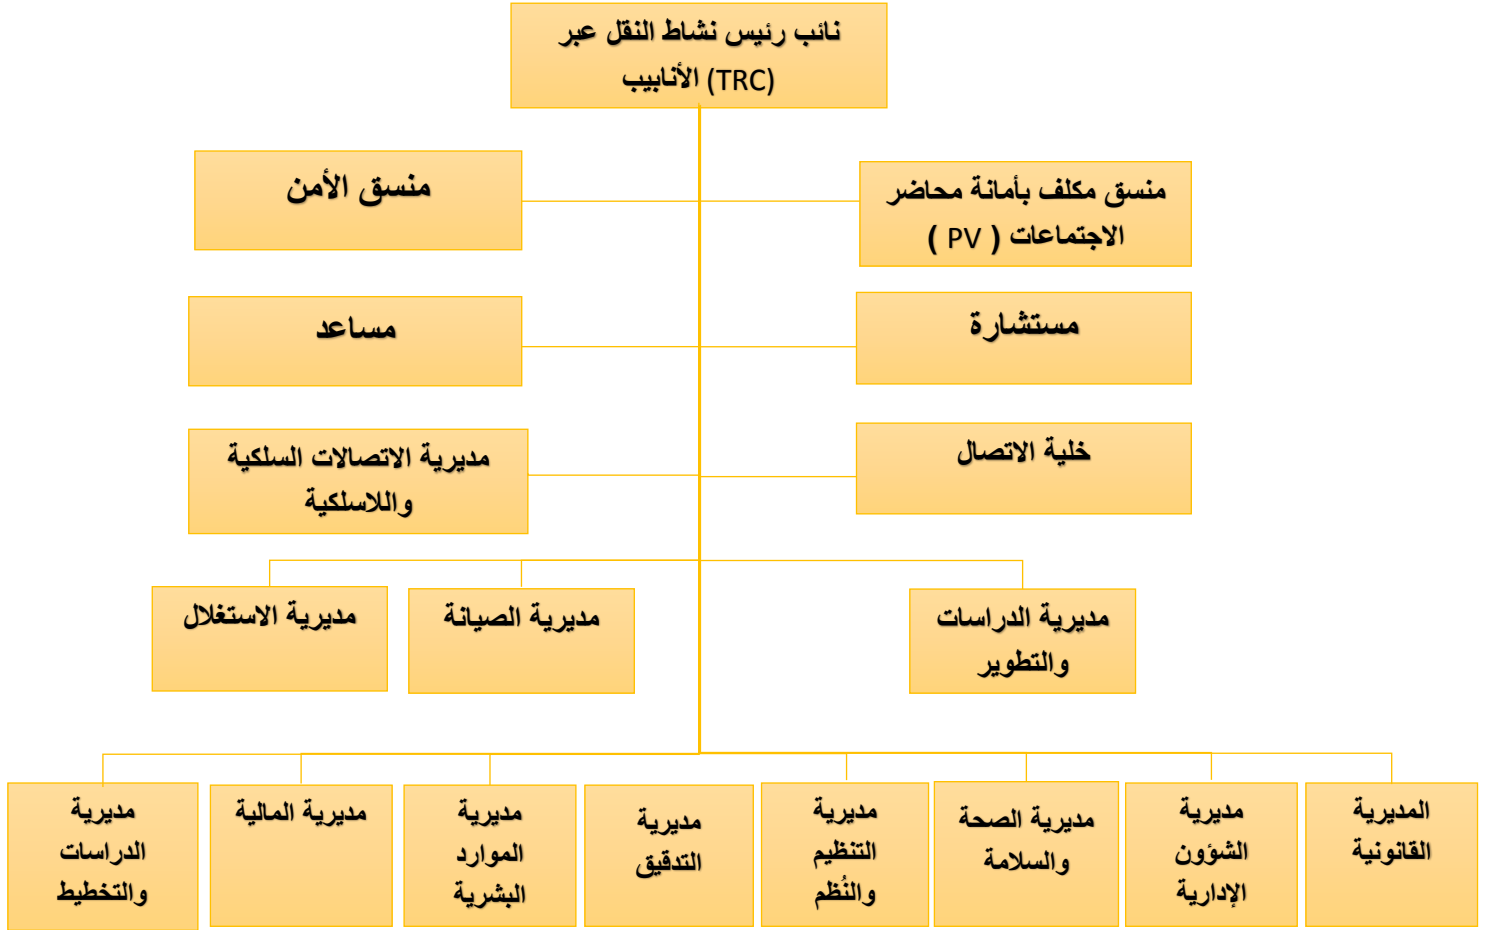 نائب رئيس نشاط النقل عبر
الأنابيب (TRC)
منسق مكلف بأمانة محاضر
الاجتماعات ( PV )
منسق الأمن
مستشارة
مساعد
خلية الاتصال
مديرية الاتصالات السلكية
واللاسلكية
مديرية الدراسات
والتطوير
مديرية الصيانة
مديرية الاستغلال
المديرية
القانونية
مديرية
الشؤون
الإدارية
مديرية الصحة
والسلامة
مديرية
التنظيم
والنُظم
مديرية
التدقيق
مديرية
الموارد
البشرية
مديرية المالية
مديرية
الدراسات
والتخطيط